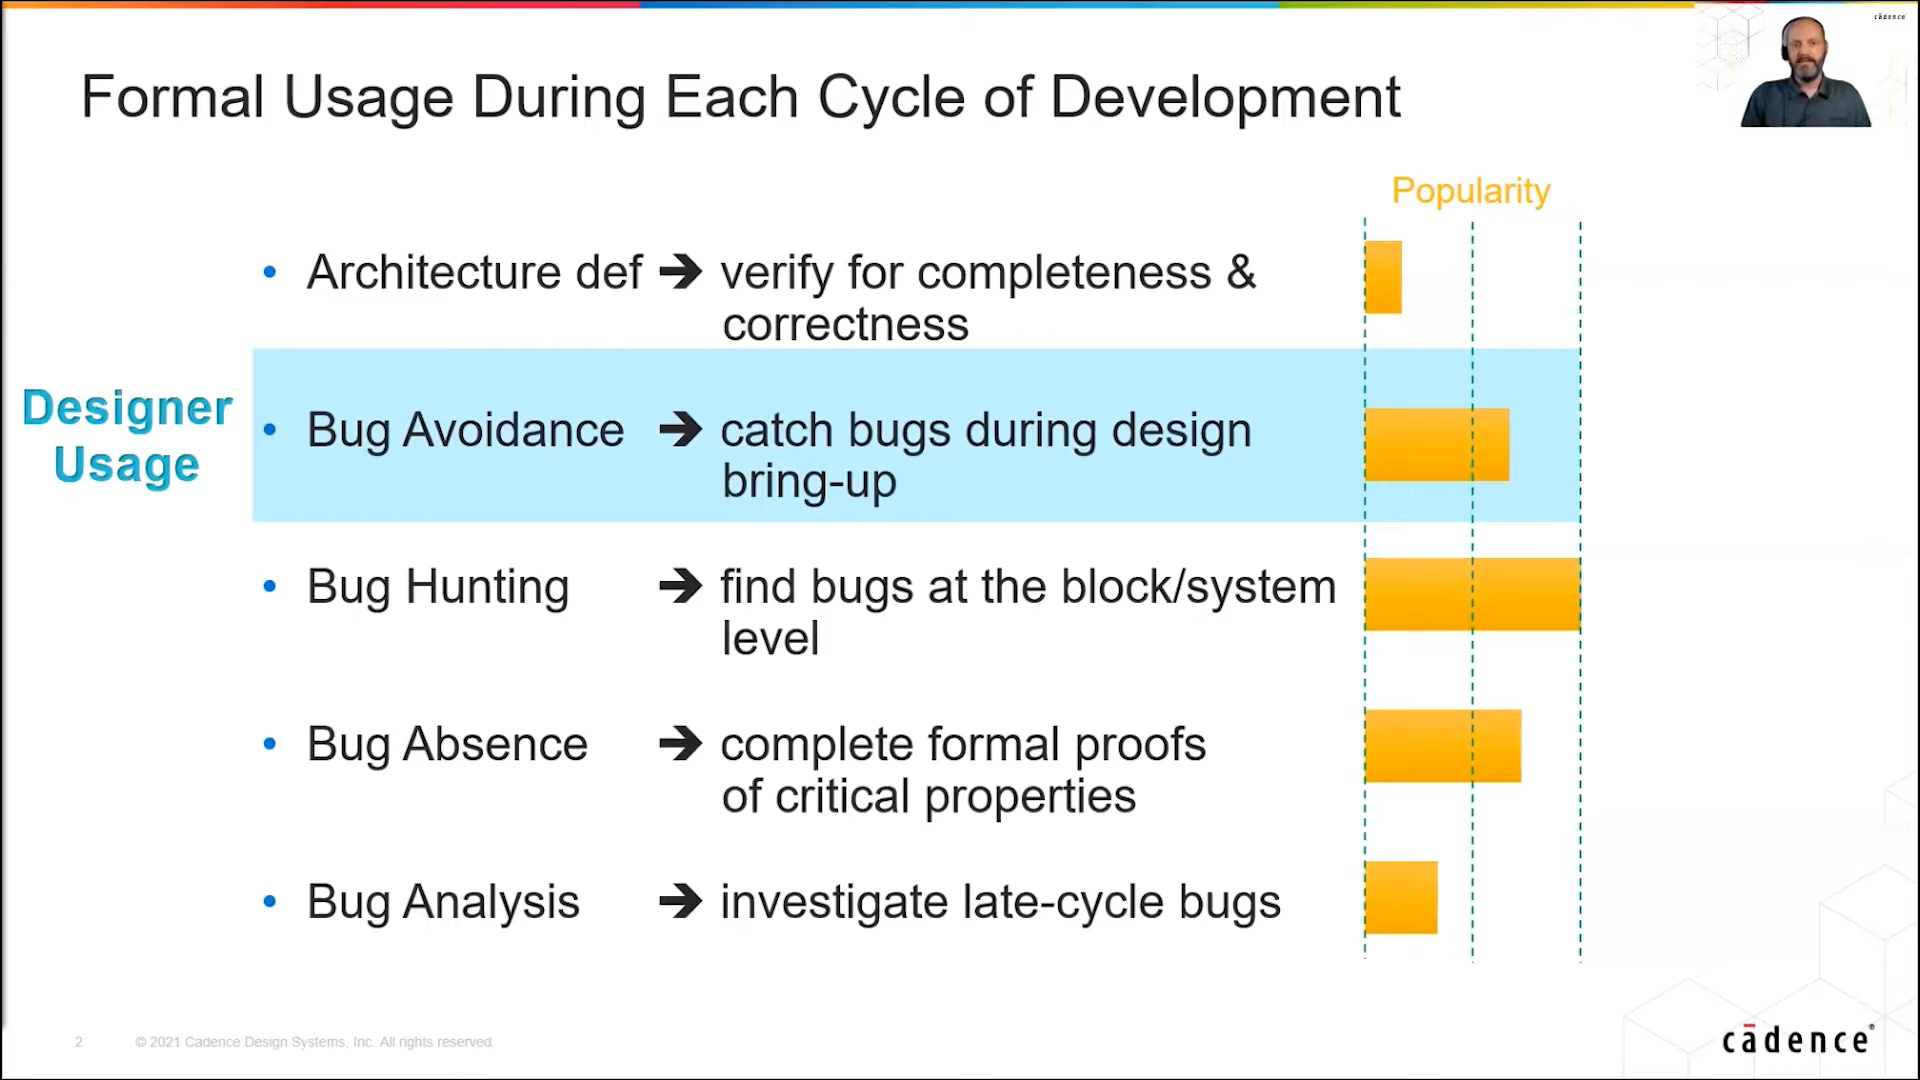 cādence
Formal Usage During Each Cycle of Development
Popularity
• Architecture def ➔ verify for completeness &
correctness
Designer
Usage
• Bug Avoidance ➔ catch bugs during design
bring-up
• Bug Hunting ➔ find bugs at the block/system
level
• Bug Absence ➔ complete formal proofs
of critical properties
• Bug Analysis ➔ investigate late-cycle bugs
2 © 2021 Cadence Design Systems, Inc. All rights reserved.
cādence®